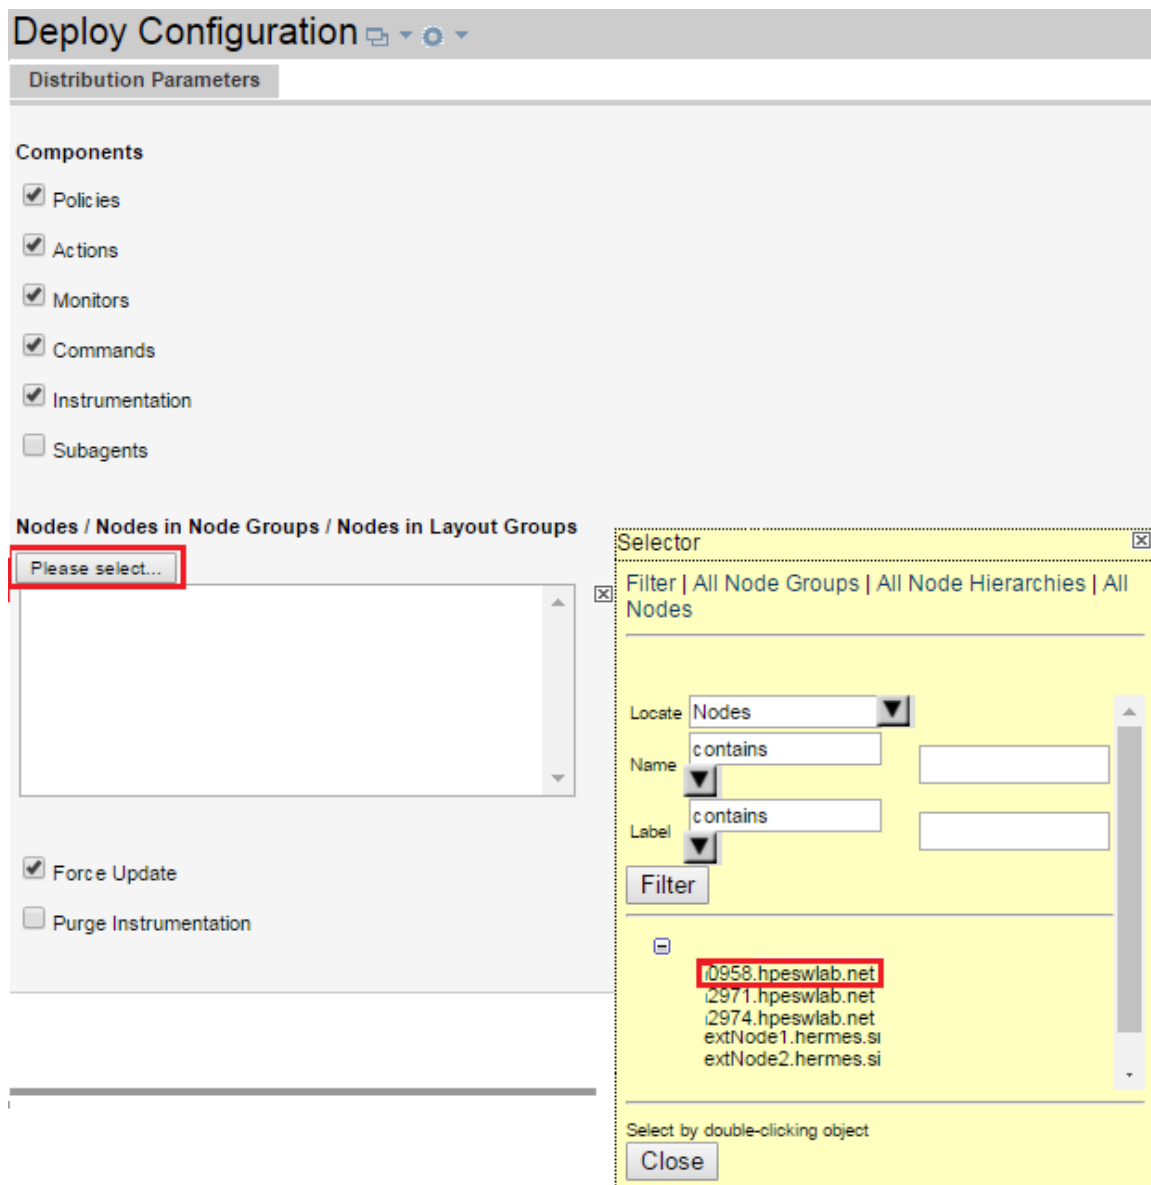 Deploy Configuration
Distribution Parameters
Components
Policies
Actions
Monitors
Commands
Instrumentation
Subagents
Nodes / Nodes in Node Groups / Nodes in Layout Groups
Please select...
Force Update
Purge Instrumentation
Selector
Filter | All Node Groups | All Node Hierarchies | All
Nodes
Locate Nodes
Name contains
Label contains
Filter
0958.hpeswlab.net
2971.hpeswlab.net
2974.hpeswlab.net
extNode1.hermes.si
extNode2.hermes.si
Select by double-clicking object
Close